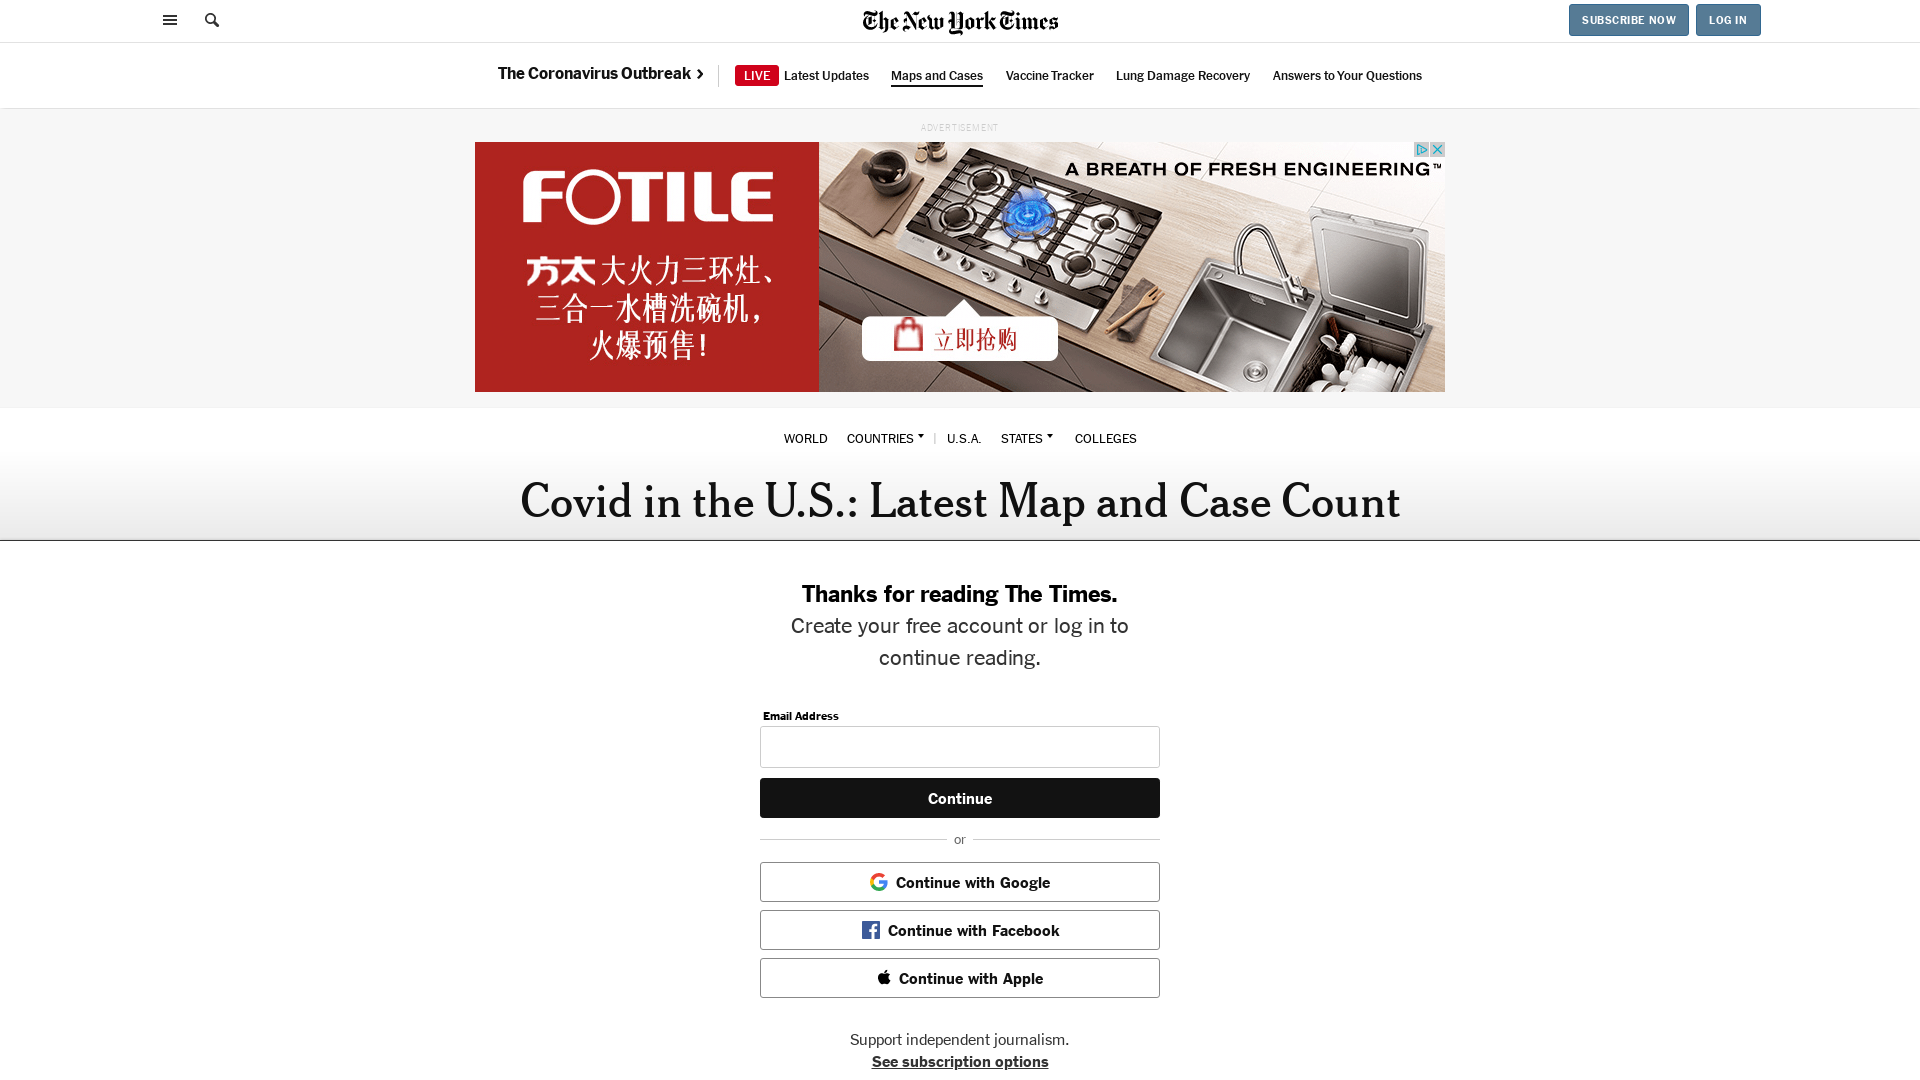 The New York Times
SUBSCRIBE NOW
LOG IN
The Coronavirus Outbreak
LIVE Latest Updates
Maps and Cases
Vaccine Tracker
Lung Damage Recovery
Answers to Your Questions
ADVERTISEMENT
FOTILE
方太大火力三环灶、
三合一水槽洗碗机，
火爆预售!
A BREATH OF FRESH ENGINEERING™
立即抢购
WORLD COUNTRIES | U.S.A. STATES COLLEGES
Covid in the U.S.: Latest Map and Case Count
Thanks for reading The Times.
Create your free account or log in to
continue reading.
Email Address
Continue
or
Continue with Google
Continue with Facebook
Continue with Apple
Support independent journalism.
See subscription options